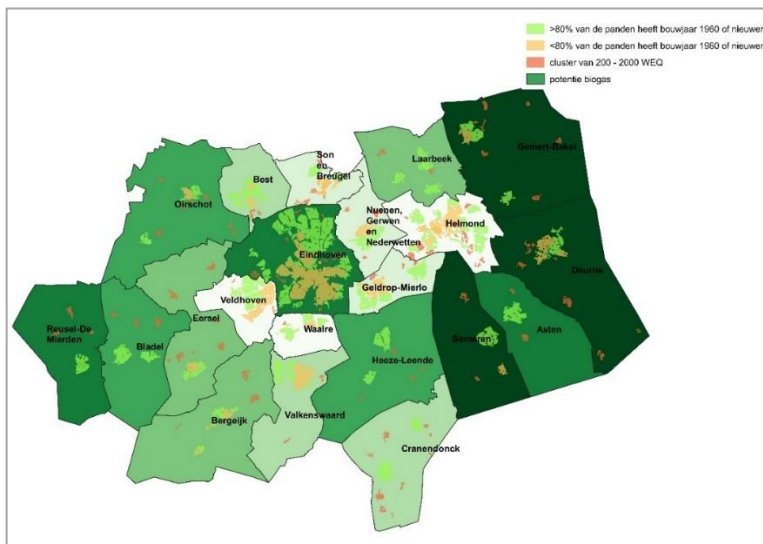 >80% van de panden heeft bouwjaar 1960 of nieuwer
<80% van de panden heeft bouwjaar 1960 of nieuwer
cluster van 200 - 2000 WEQ
potentie biogas
Gemert-Bakel
Laarbeek
Son
en
Breugel
Best
Oirschot
Nuenen,
Gerwen
en
Nederwetten
Helmond
Eindhoven
Deurne
Geldrop-Mierlo
Veldhoven
Eersel
Waalre
Reusel-De
Mierden
Bladel
Someren
Asten
Heeze-Leende
Bergeijk
Valkenswaard
Cranendonck